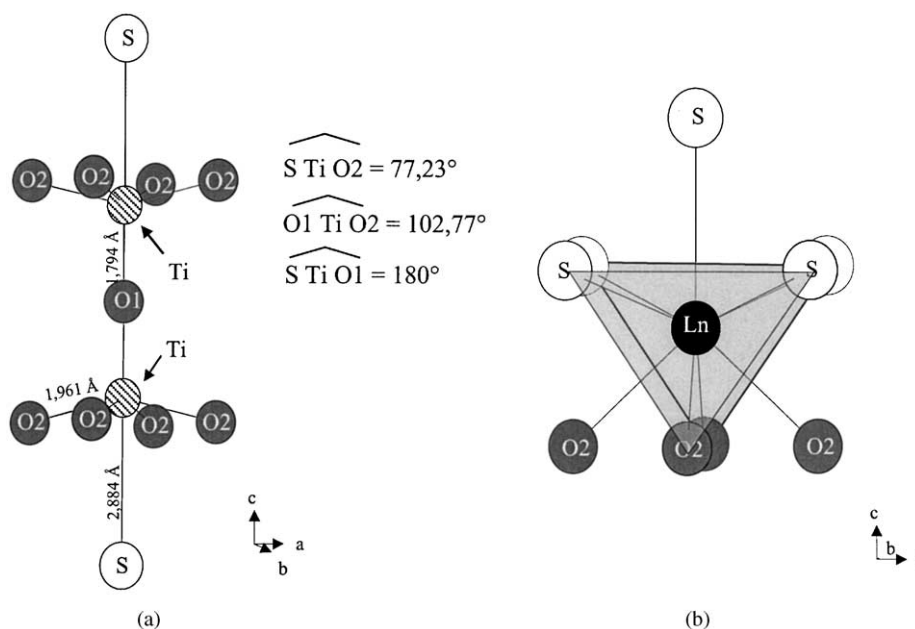 S
O2 O2 O2 O2
1,794 Å
Ti
O1
Ti
1,961 Å
O2 O2 O2 O2
2,884 Å
S
c
a
b
(a)
S Ti O2 = 77,23°
O1 Ti O2 = 102,77°
S Ti O1 = 180°
S
S S
Ln
O2 O2 O2
c
b
(b)